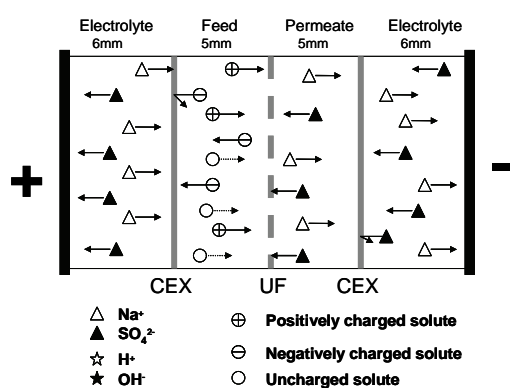 Electrolyte Feed Permeate Electrolyte
6mm 5mm 5mm 6mm
+ -
CEX UF CEX
Na+ Positively charged solute
SO₄²⁻ Negatively charged solute
H+ Uncharged solute
OH-